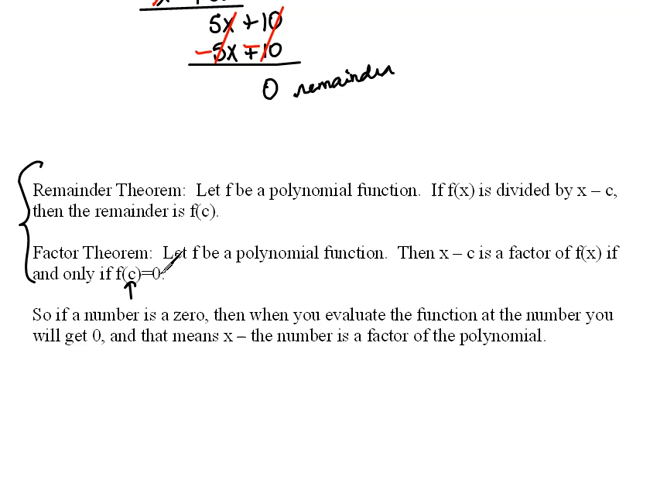 5x +10
-5x ∓10
0 remainder
Remainder Theorem: Let f be a polynomial function. If f(x) is divided by x – c,
then the remainder is f(c).
Factor Theorem: Let f be a polynomial function. Then x – c is a factor of f(x) if
and only if f(c)=0.
So if a number is a zero, then when you evaluate the function at the number you
will get 0, and that means x – the number is a factor of the polynomial.